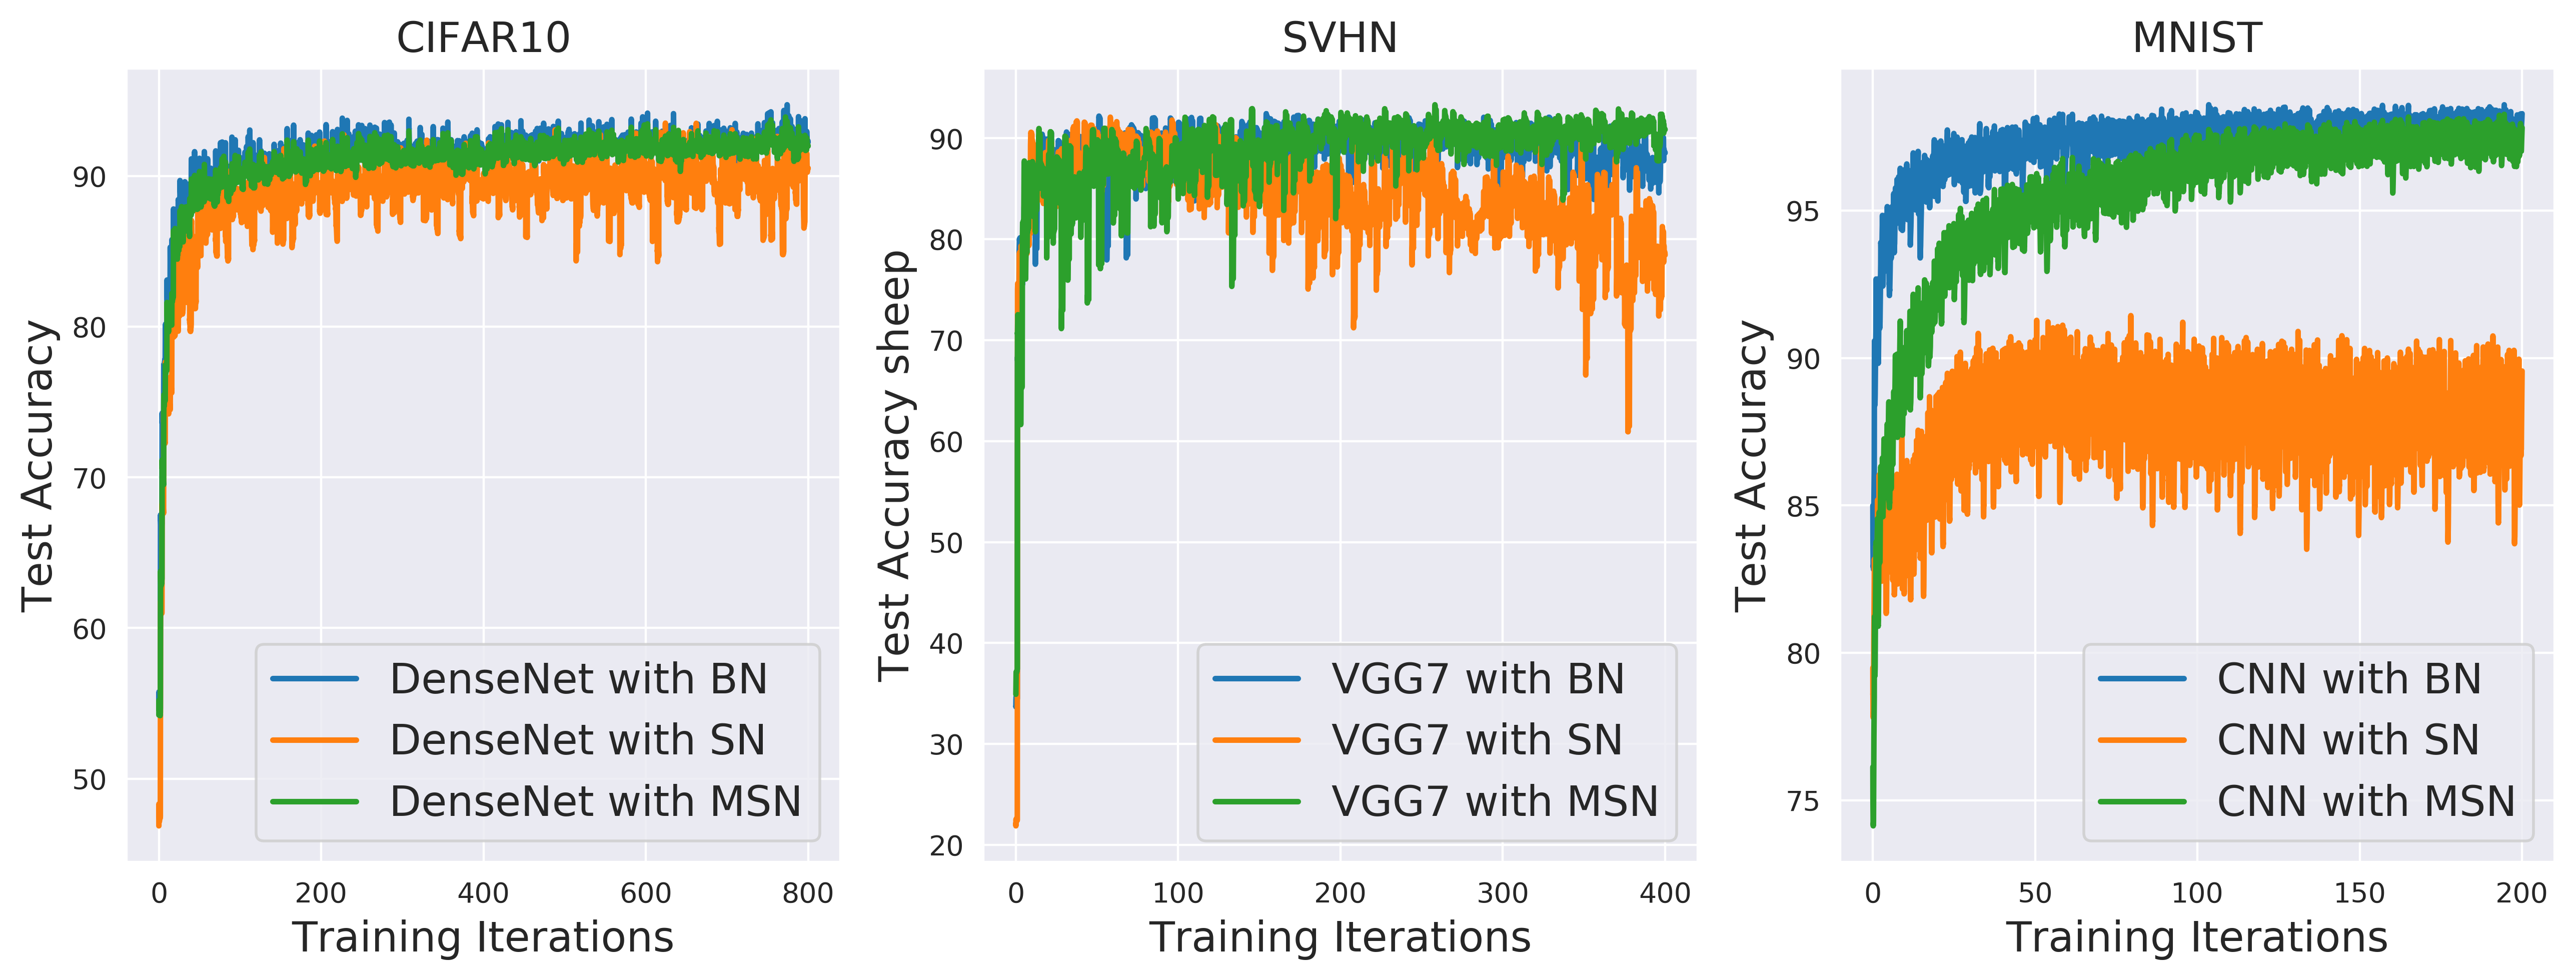 CIFAR10
Test Accuracy
90
80
70
60
50
DenseNet with BN
DenseNet with SN
DenseNet with MSN
0 200 400 600 800
Training Iterations
SVHN
Test Accuracy sheep
90
80
70
60
50
40
30
20
VGG7 with BN
VGG7 with SN
VGG7 with MSN
0 100 200 300 400
Training Iterations
MNIST
Test Accuracy
95
90
85
80
75
CNN with BN
CNN with SN
CNN with MSN
0 50 100 150 200
Training Iterations